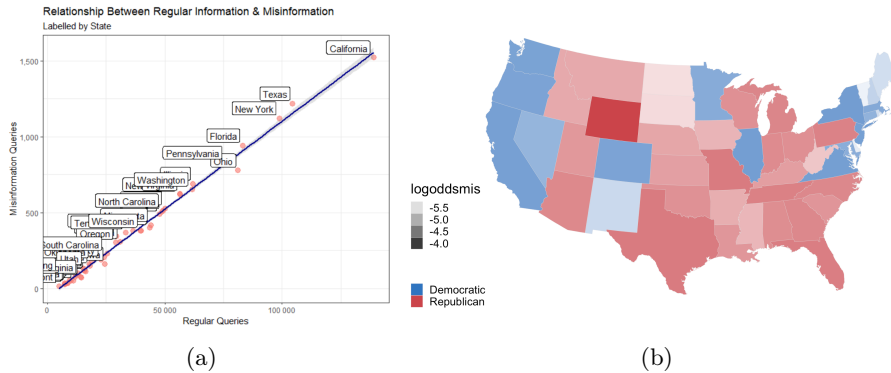 Relationship Between Regular Information & Misinformation
Labelled by State
Misinformation Queries
1,500
1,000
500
0
California
Texas
New York
Florida
Pennsylvania
Ohio
Washington
North Carolina
Wisconsin
Oregon
South Carolina
Utah
0
50 000
100 000
Regular Queries
(a)
logoddsmis
-5.5
-5.0
-4.5
-4.0
Democratic
Republican
(b)